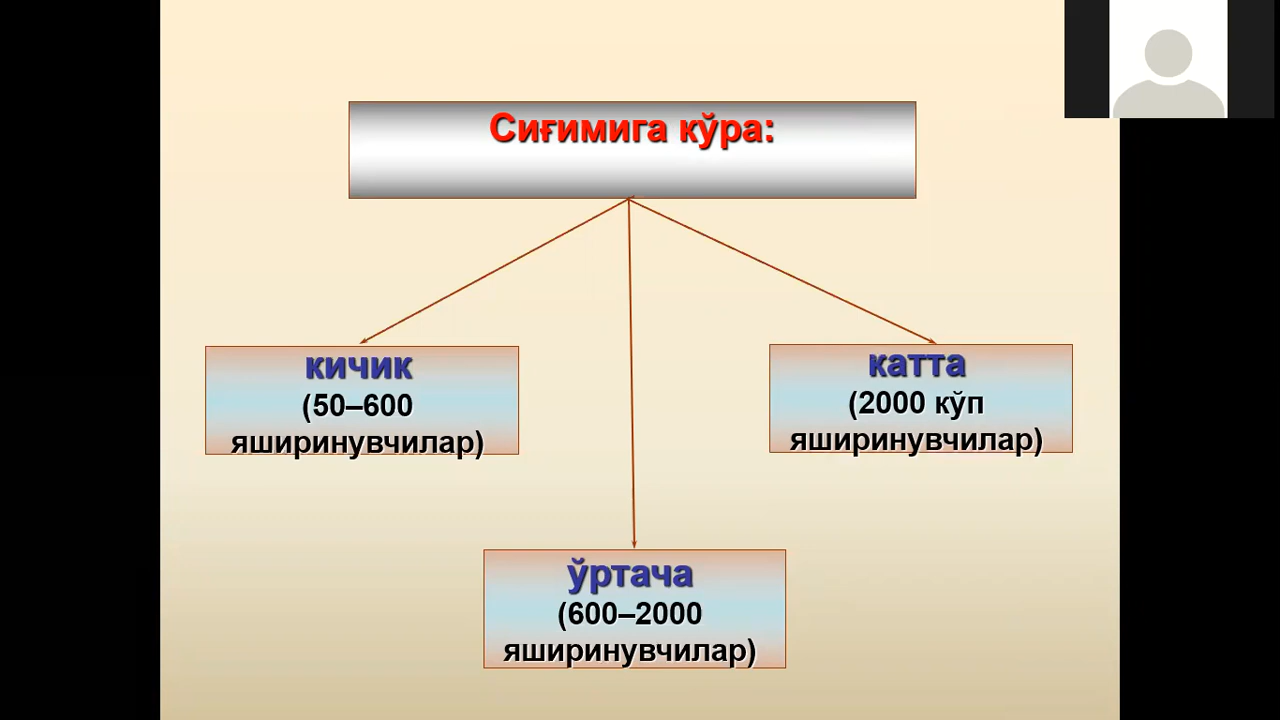 Сиғимига кўра:
кичик
(50–600
яширинувчилар)
катта
(2000 кўп
яширинувчилар)
ўртача
(600–2000
яширинувчилар)